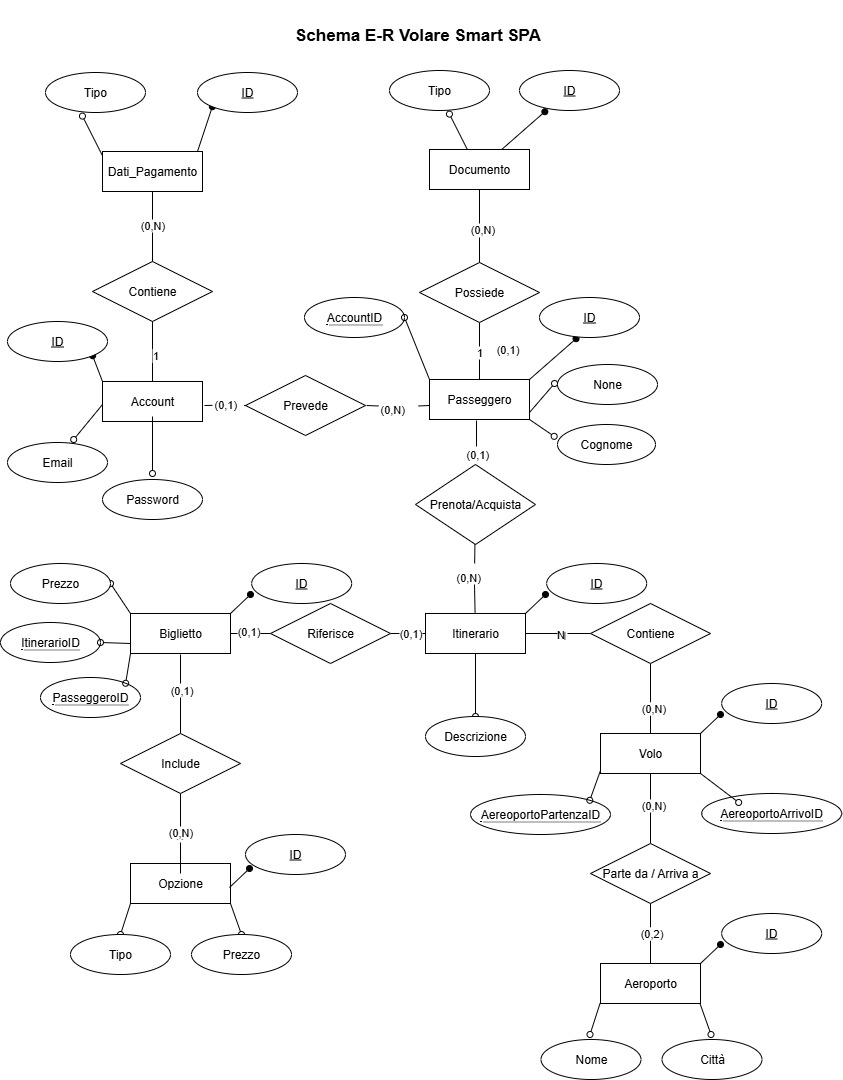 Schema E-R Volare Smart SPA
Tipo
ID
Tipo
ID
Dati_Pagamento
Documento
(0,N)
(0,N)
Contiene
Possiede
AccountID
ID
ID
1
1
(0,1)
None
Account
(0,1)
Prevede
(0,N)
Passeggero
Email
Cognome
(0,1)
Password
Prenota/Acquista
(0,N)
Prezzo
ID
ID
ItinerarioID
Biglietto
(0,1)
Riferisce
(0,1)
Itinerario
N
Contiene
PasseggeroID
(0,1)
(0,N)
ID
Descrizione
Include
Volo
AereoportoPartenzaID
(0,N)
AereoportoArrivoID
(0,N)
ID
Opzione
Parte da / Arriva a
(0,2)
ID
Tipo
Prezzo
Aeroporto
Nome
Città